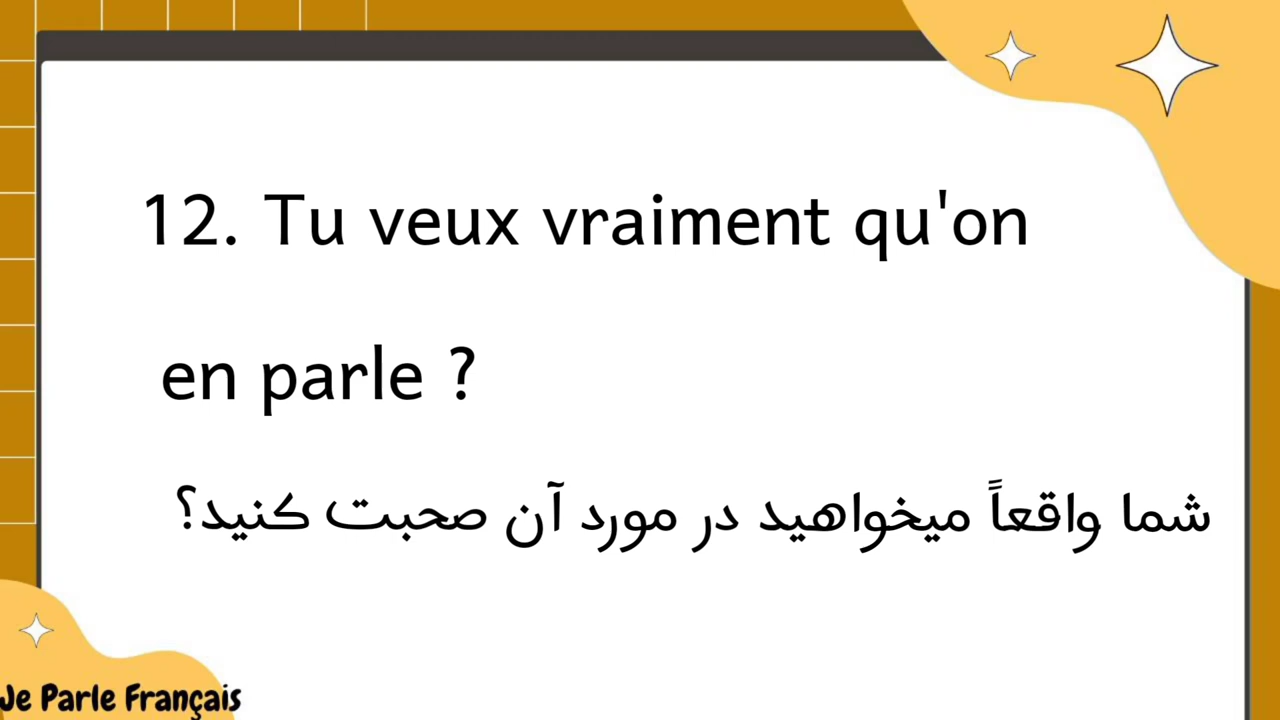 12. Tu veux vraiment qu'on
en parle ?
شما واقعاً میخواهید در مورد آن صحبت کنید؟
Je Parle Français